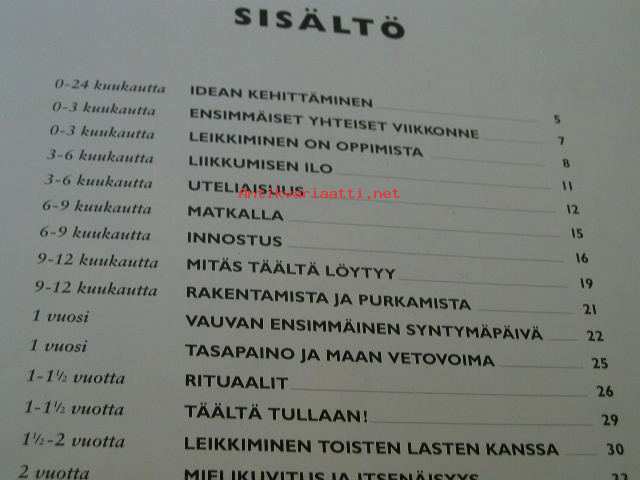 SISÄLTÖ
0-24 kuukautta IDEAN KEHITTÄMINEN 5
0-3 kuukautta ENSIMMÄISET YHTEISET VIIKKONNE 7
0-3 kuukautta LEIKKIMINEN ON OPPIMISTA 8
3-6 kuukautta LIIKKUMISEN ILO 11
3-6 kuukautta UTELIAISUUS 12
antikvariaatti.net
6-9 kuukautta MATKALLA 15
6-9 kuukautta INNOSTUS 16
9-12 kuukautta MITÄS TÄÄLTÄ LÖYTYY 19
9-12 kuukautta RAKENTAMISTA JA PURKAMISTA 21
1 vuosi VAUVAN ENSIMMÄINEN SYNTYMÄPÄIVÄ 22
1 vuosi TASAPAINO JA MAAN VETOVOIMA 25
1-1½ vuotta RITUAALIT 26
1-1½ vuotta TÄÄLTÄ TULLAAN! 29
1½-2 vuotta LEIKKIMINEN TOISTEN LASTEN KANSSA 30
2 vuotta MIELIKUVITUS JA ITSENÄISYYS